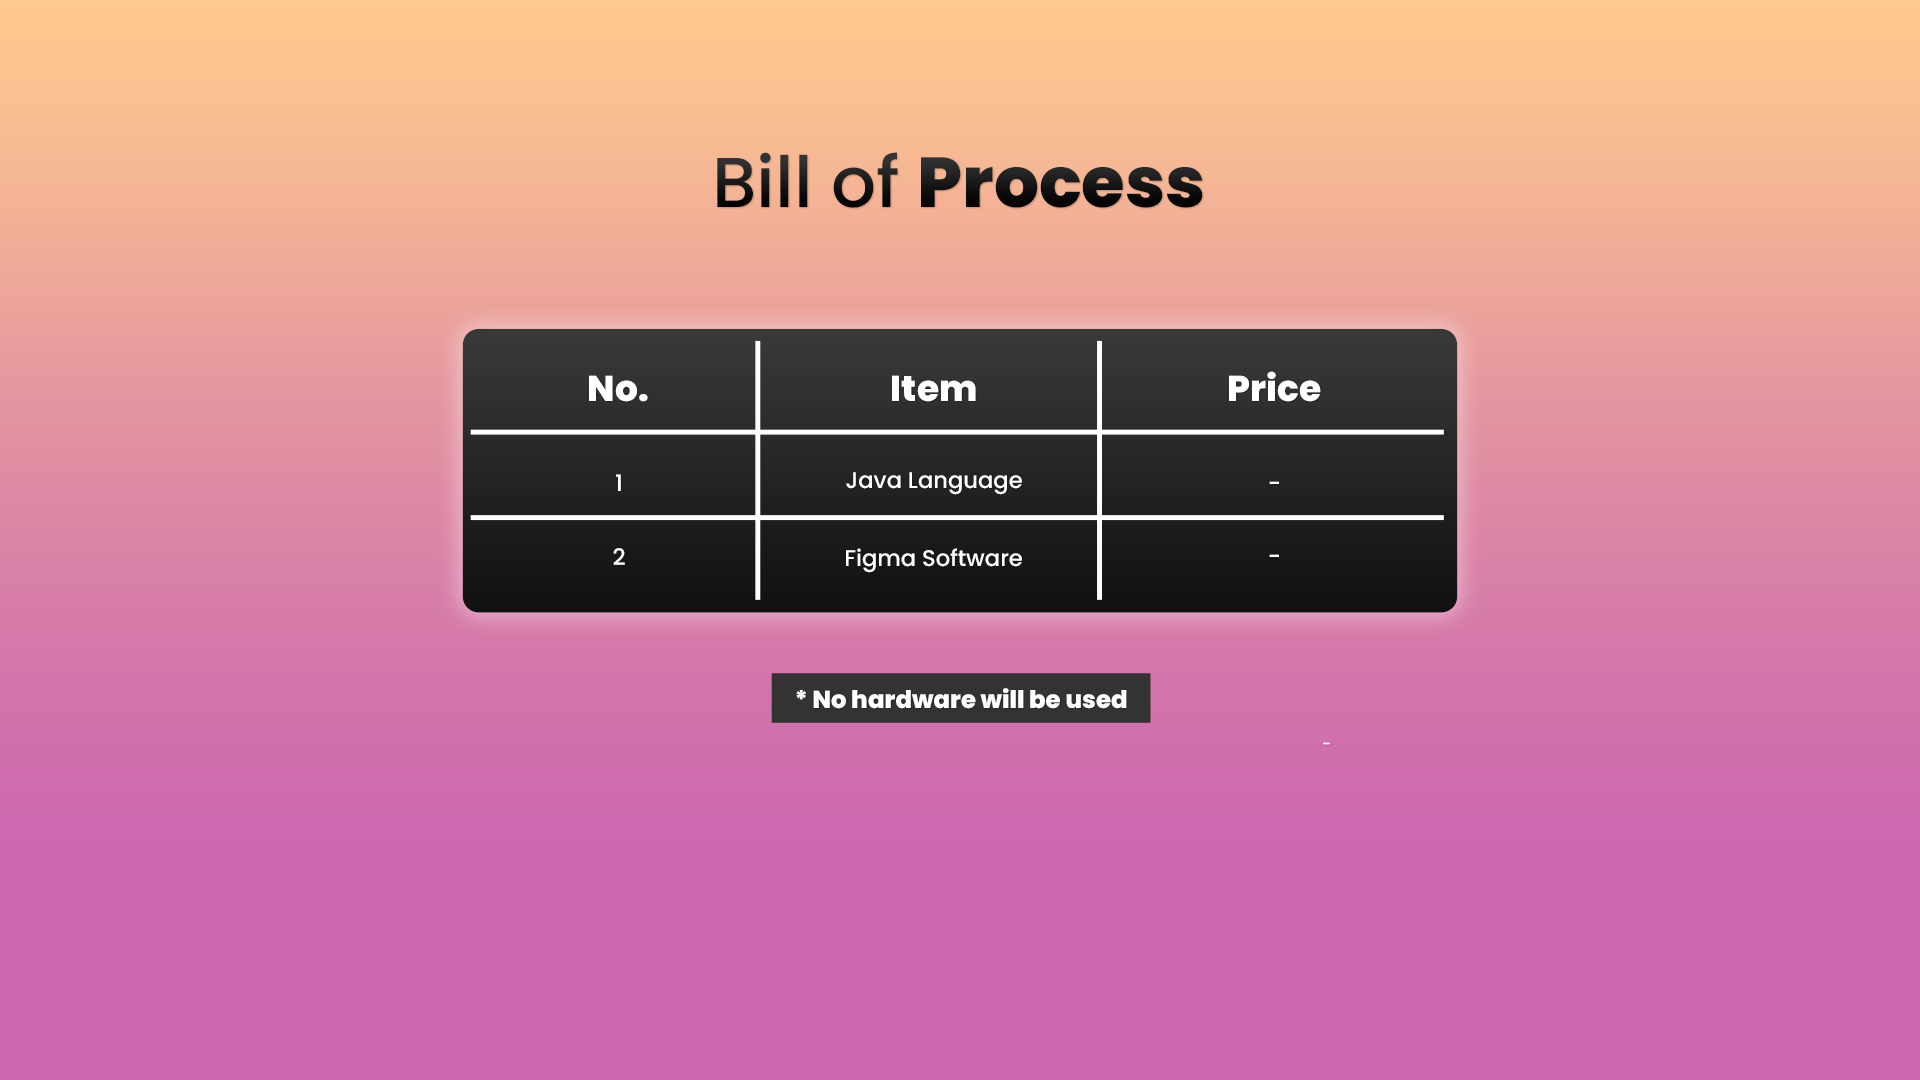 Bill of Process
No. Item Price
1 Java Language -
2 Figma Software -
* No hardware will be used
-